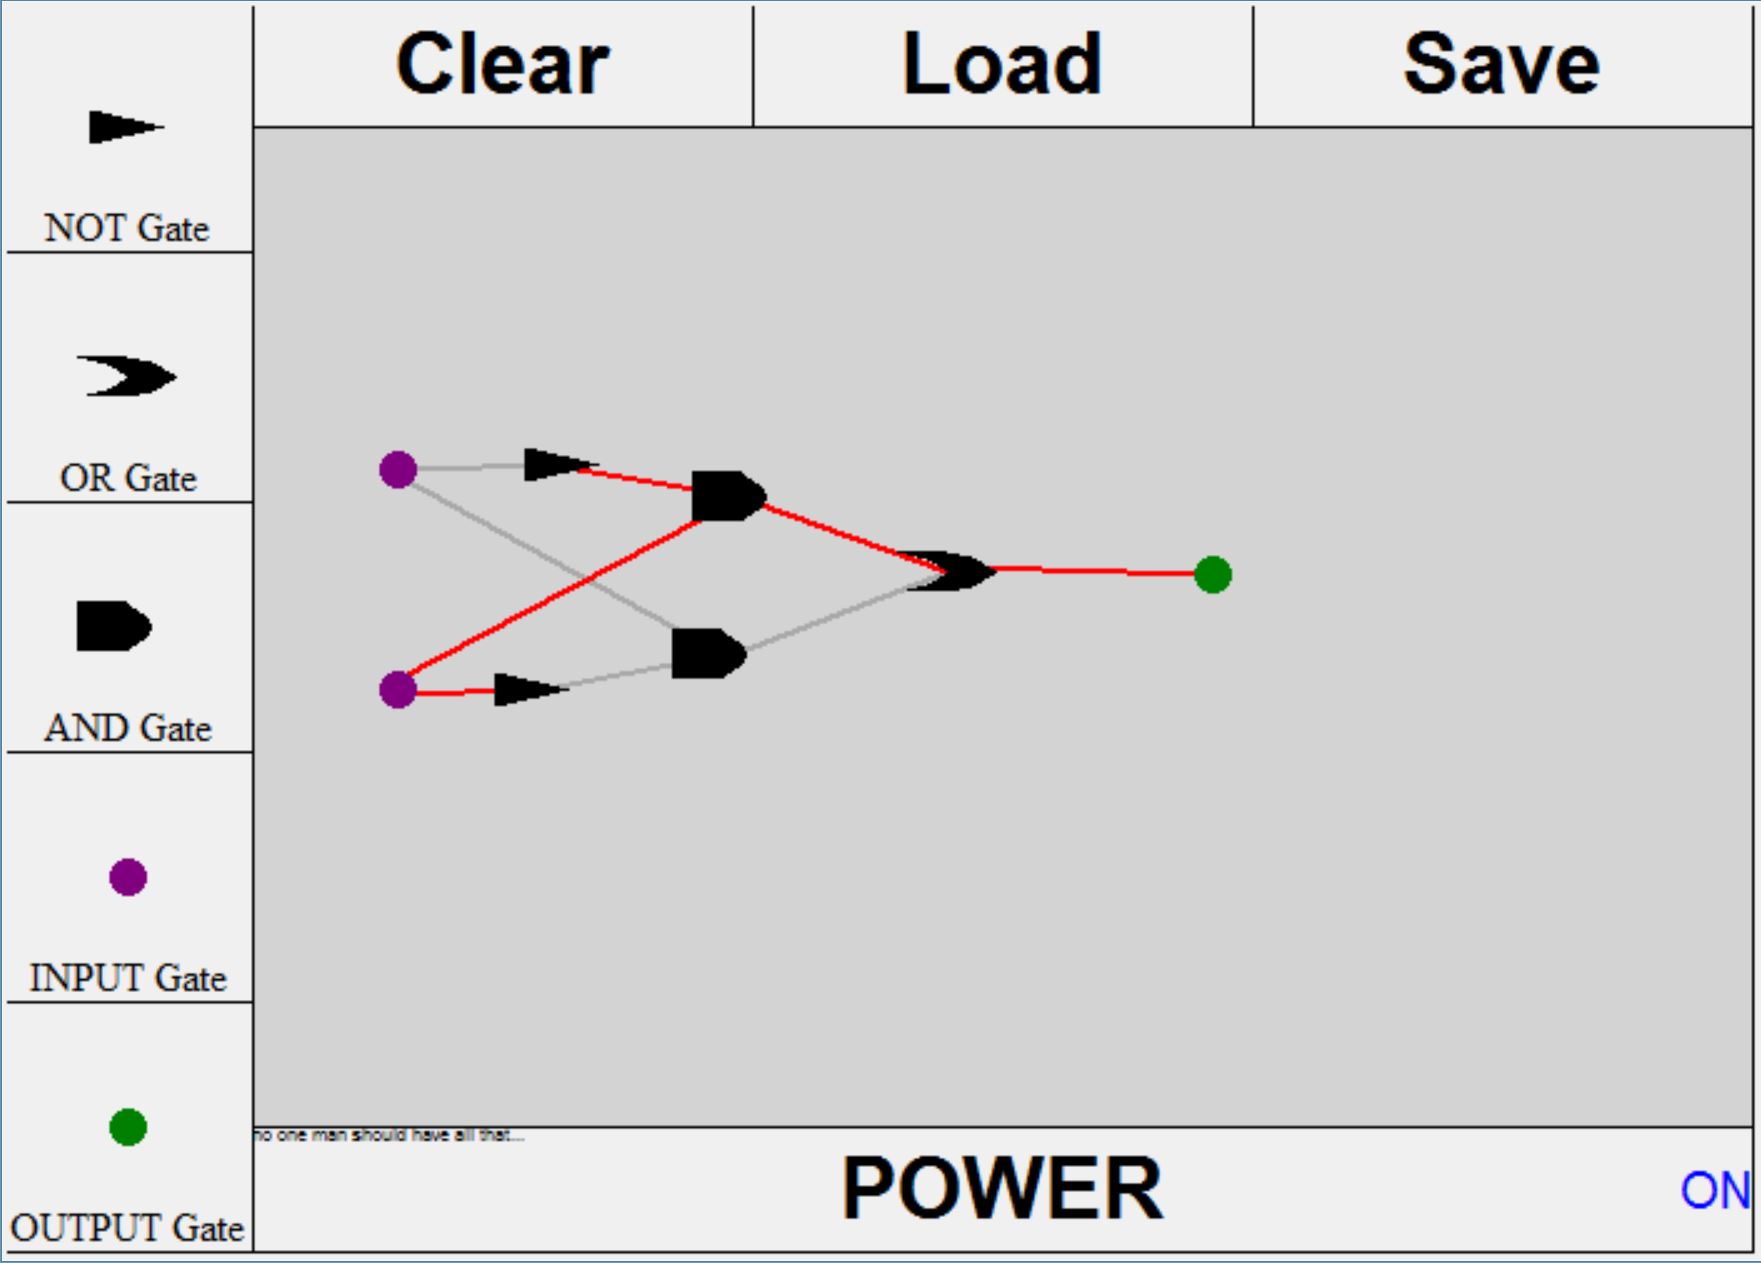 Clear
Load
Save
NOT Gate
OR Gate
AND Gate
INPUT Gate
OUTPUT Gate
no one man should have all that...
POWER
ON